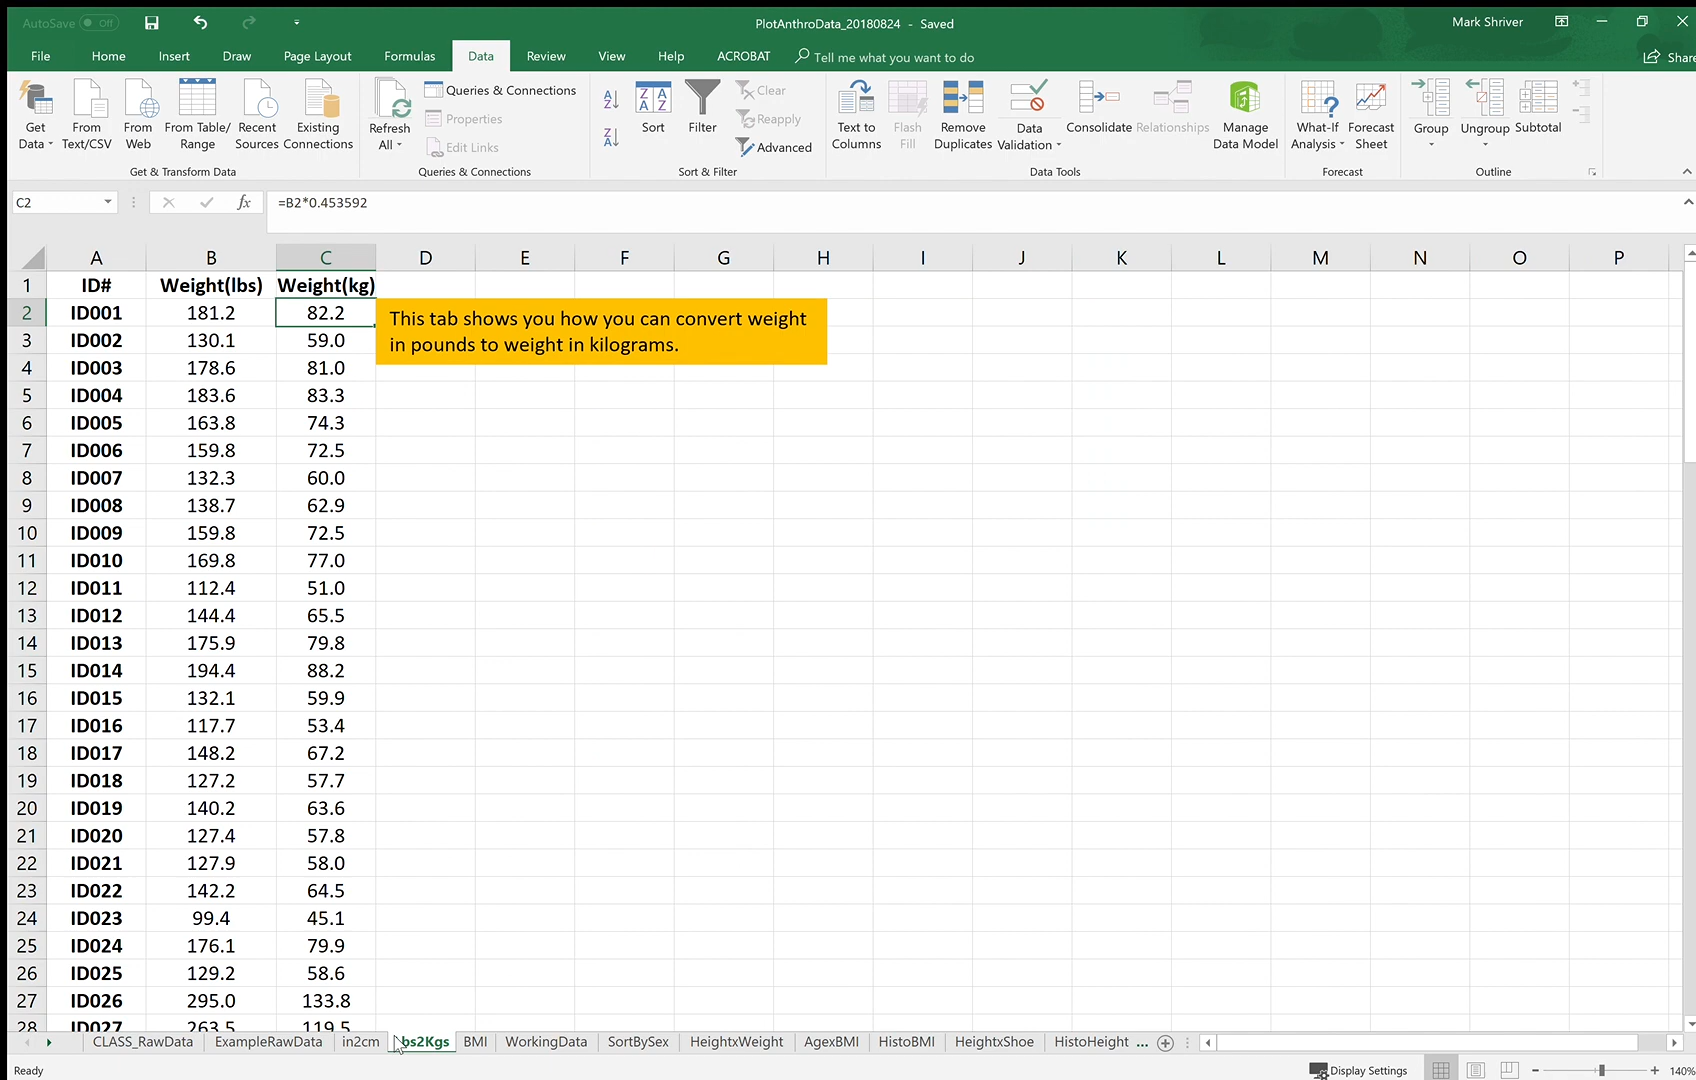 AutoSave Off
PlotAnthroData_20180824 - Saved
Mark Shriver
File Home Insert Draw Page Layout Formulas Data Review View Help ACROBAT Tell me what you want to do Share
Get Data
From Text/CSV
From Web
From Table/ Range
Recent Sources
Existing Connections
Get & Transform Data
Refresh All
Queries & Connections
Properties
Edit Links
Queries & Connections
Sort
Filter
Clear
Reapply
Advanced
Sort & Filter
Text to Columns
Flash Fill
Remove Duplicates
Data Validation
Consolidate
Relationships
Manage Data Model
Data Tools
What-If Analysis
Forecast Sheet
Forecast
Group
Ungroup
Subtotal
Outline
C2 fx =B2*0.453592
A B C D E F G H I J K L M N O P
1 ID# Weight(lbs) Weight(kg)
2 ID001 181.2 82.2
This tab shows you how you can convert weight
in pounds to weight in kilograms.
3 ID002 130.1 59.0
4 ID003 178.6 81.0
5 ID004 183.6 83.3
6 ID005 163.8 74.3
7 ID006 159.8 72.5
8 ID007 132.3 60.0
9 ID008 138.7 62.9
10 ID009 159.8 72.5
11 ID010 169.8 77.0
12 ID011 112.4 51.0
13 ID012 144.4 65.5
14 ID013 175.9 79.8
15 ID014 194.4 88.2
16 ID015 132.1 59.9
17 ID016 117.7 53.4
18 ID017 148.2 67.2
19 ID018 127.2 57.7
20 ID019 140.2 63.6
21 ID020 127.4 57.8
22 ID021 127.9 58.0
23 ID022 142.2 64.5
24 ID023 99.4 45.1
25 ID024 176.1 79.9
26 ID025 129.2 58.6
27 ID026 295.0 133.8
28 ID027 263.5 119.5
CLASS_RawData ExampleRawData in2cm lbs2Kgs BMI WorkingData SortBySex HeightxWeight AgexBMI HistoBMI HeightxShoe HistoHeight ...
Ready Display Settings 140%